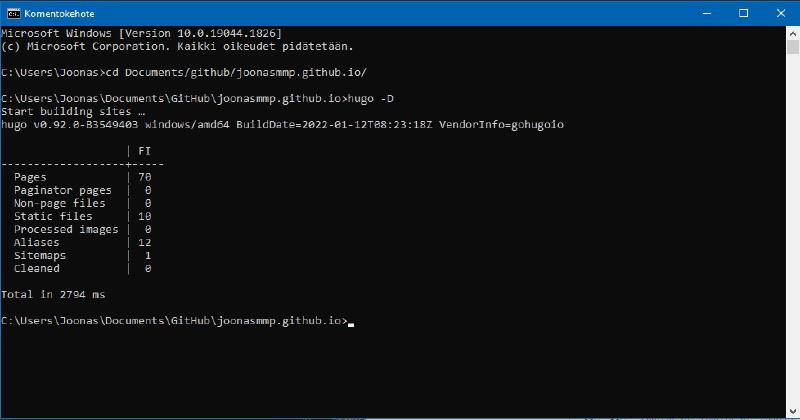 Komentokehote
Microsoft Windows [Version 10.0.19044.1826]
(c) Microsoft Corporation. Kaikki oikeudet pidätetään.
C:\Users\Joonas>cd Documents/github/joonasmmp.github.io/
C:\Users\Joonas\Documents\GitHub\joonasmmp.github.io>hugo -D
Start building sites …
hugo v0.92.0-B3549403 windows/amd64 BuildDate=2022-01-12T08:23:18Z VendorInfo=gohugoio
| FI
-------------------+-----
Pages | 70
Paginator pages | 0
Non-page files | 0
Static files | 10
Processed images | 0
Aliases | 12
Sitemaps | 1
Cleaned | 0
Total in 2794 ms
C:\Users\Joonas\Documents\GitHub\joonasmmp.github.io>